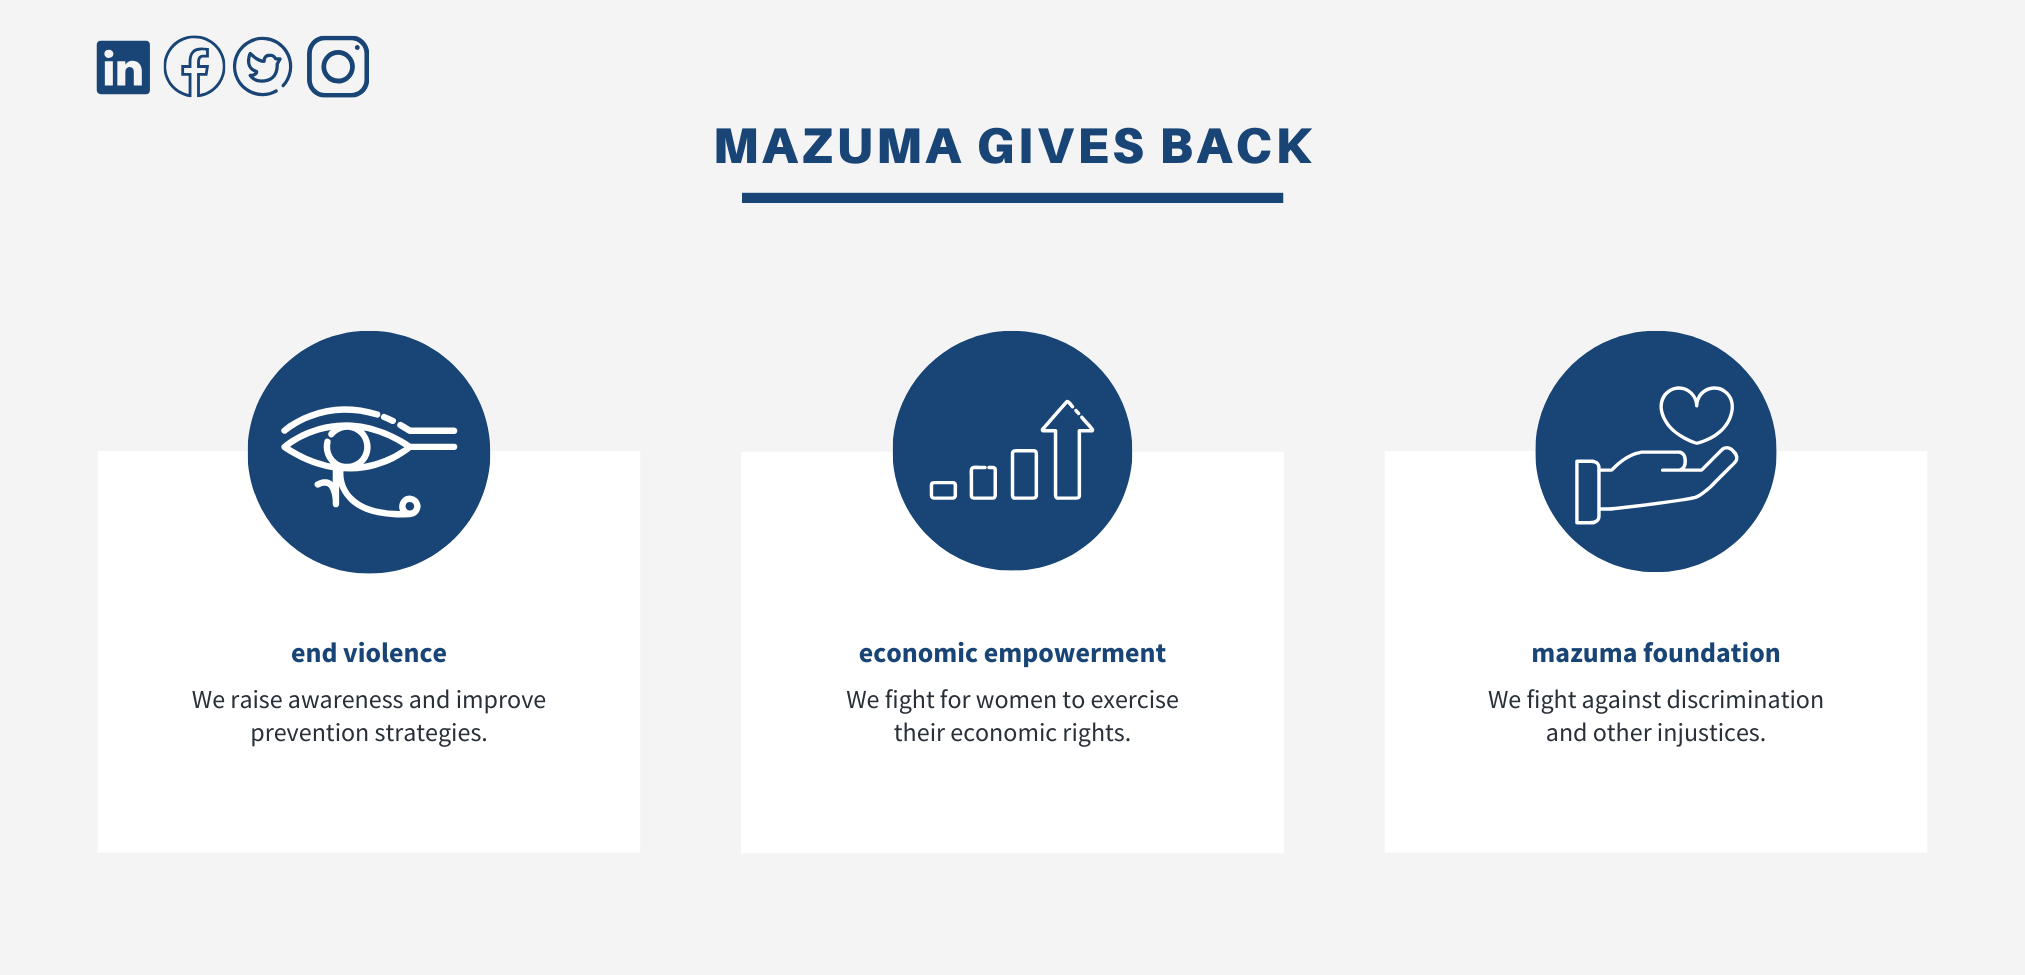 in
MAZUMA GIVES BACK
end violence
We raise awareness and improve
prevention strategies.
economic empowerment
We fight for women to exercise
their economic rights.
mazuma foundation
We fight against discrimination
and other injustices.